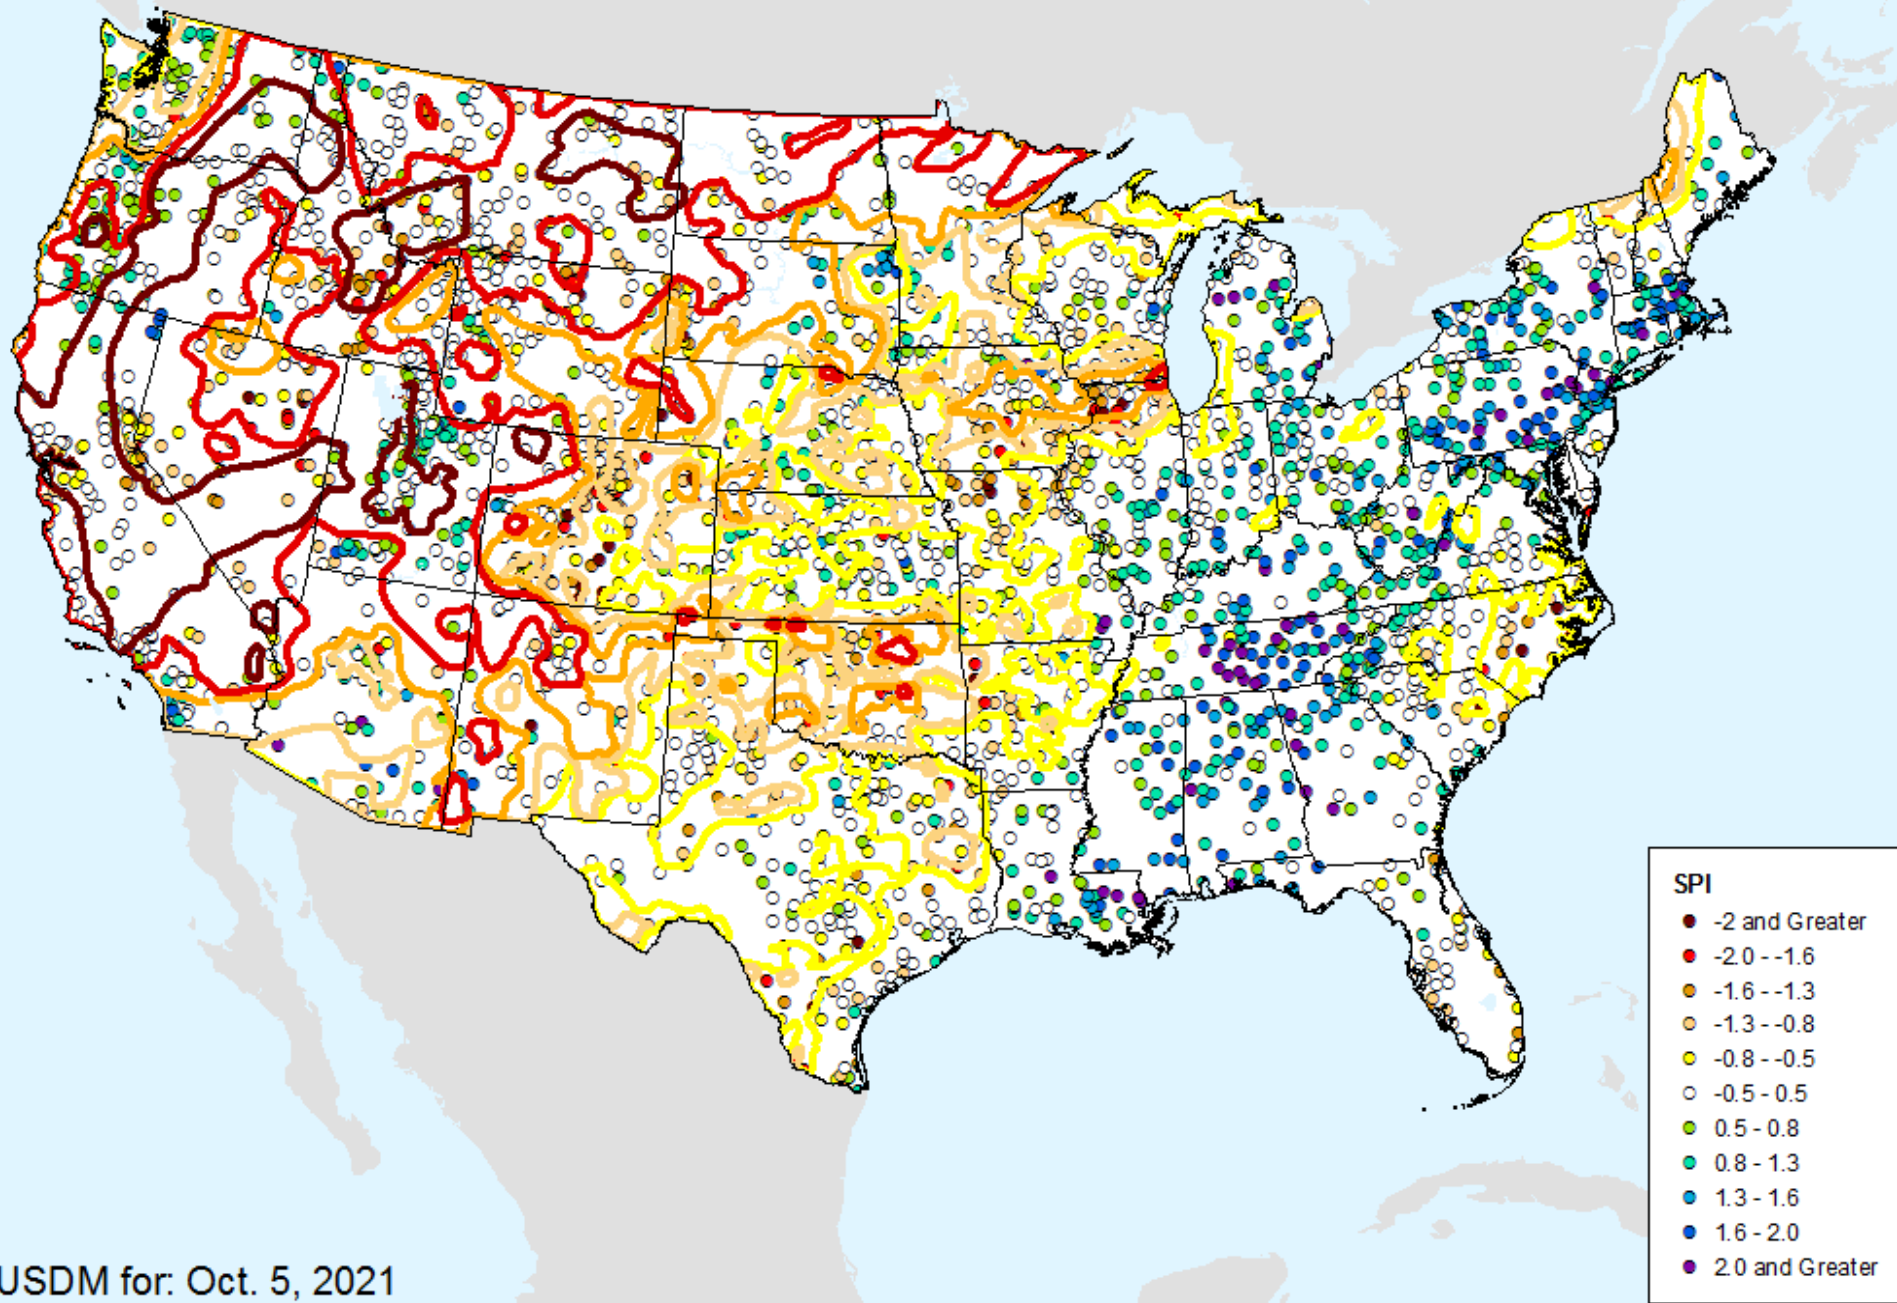 SPI
-2 and Greater
-2.0 - -1.6
-1.6 - -1.3
-1.3 - -0.8
-0.8 - -0.5
-0.5 - 0.5
0.5 - 0.8
0.8 - 1.3
1.3 - 1.6
1.6 - 2.0
2.0 and Greater
USDM for: Oct. 5, 2021